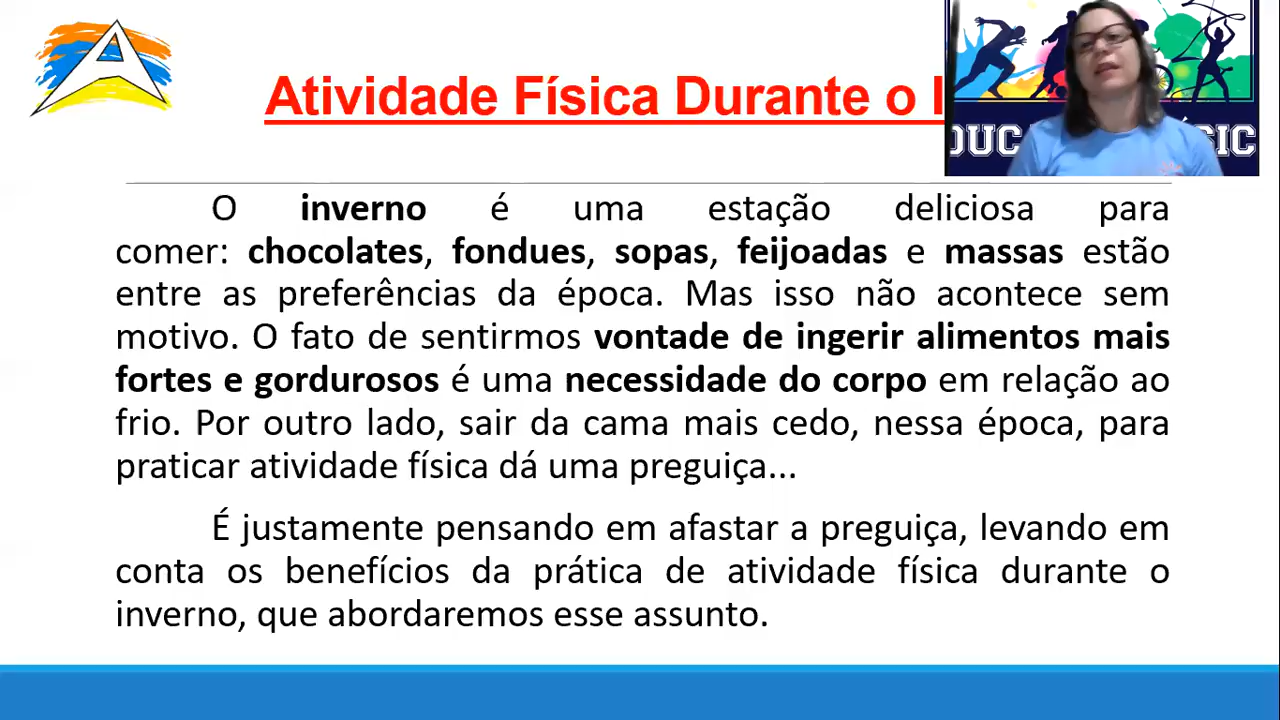 Atividade Física Durante o
DUC
SIC
O inverno é uma estação deliciosa para
comer: chocolates, fondues, sopas, feijoadas e massas estão
entre as preferências da época. Mas isso não acontece sem
motivo. O fato de sentirmos vontade de ingerir alimentos mais
fortes e gordurosos é uma necessidade do corpo em relação ao
frio. Por outro lado, sair da cama mais cedo, nessa época, para
praticar atividade física dá uma preguiça...
É justamente pensando em afastar a preguiça, levando em
conta os benefícios da prática de atividade física durante o
inverno, que abordaremos esse assunto.